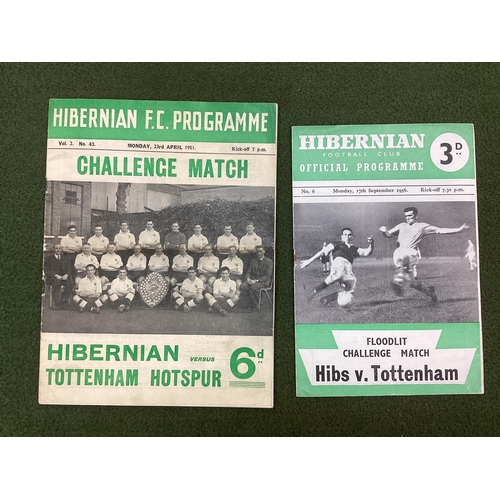 HIBERNIAN F.C. PROGRAMME
Vol. 3. No. 43. MONDAY, 23rd APRIL 1951. Kick-off 7 p.m.
CHALLENGE MATCH
HIBERNIAN VERSUS
TOTTENHAM HOTSPUR
6d
HIBERNIAN
FOOTBALL CLUB
OFFICIAL PROGRAMME
3D
No. 6 Monday, 17th September 1956. Kick-off 7.30 p.m.
FLOODLIT
CHALLENGE MATCH
Hibs v. Tottenham